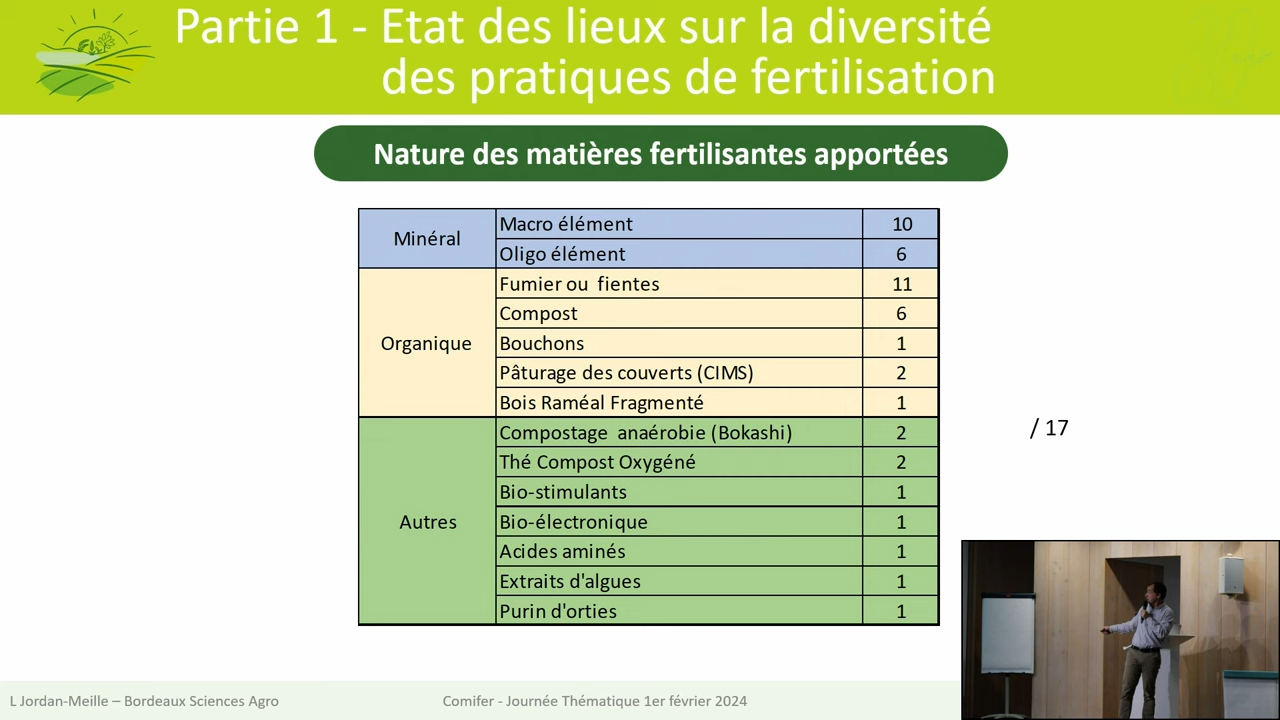 Partie 1 - Etat des lieux sur la diversité
des pratiques de fertilisation
Nature des matières fertilisantes apportées
Minéral
Macro élément 10
Oligo élément 6
Organique
Fumier ou fientes 11
Compost 6
Bouchons 1
Pâturage des couverts (CIMS) 2
Bois Raméal Fragmenté 1
Autres
Compostage anaérobie (Bokashi) 2
Thé Compost Oxygéné 2
Bio-stimulants 1
Bio-électronique 1
Acides aminés 1
Extraits d'algues 1
Purin d'orties 1
/ 17
L Jordan-Meille – Bordeaux Sciences Agro
Comifer - Journée Thématique 1er février 2024